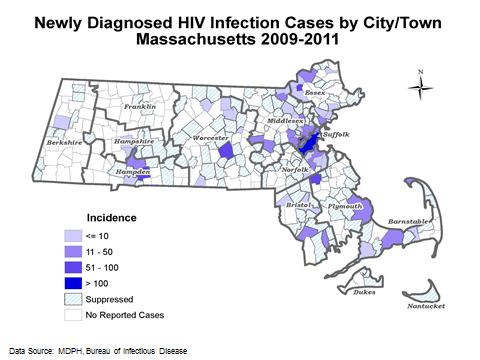 Newly Diagnosed HIV Infection Cases by City/Town
Massachusetts 2009-2011
N
Essex
Franklin
Middlesex
Suffolk
Hampshire
Worcester
Berkshire
Hampden
Norfolk
Bristol
Plymouth
Barnstable
Dukes
Nantucket
Incidence
<= 10
11 - 50
51 - 100
> 100
Suppressed
No Reported Cases
Data Source: MDPH, Bureau of Infectious Disease